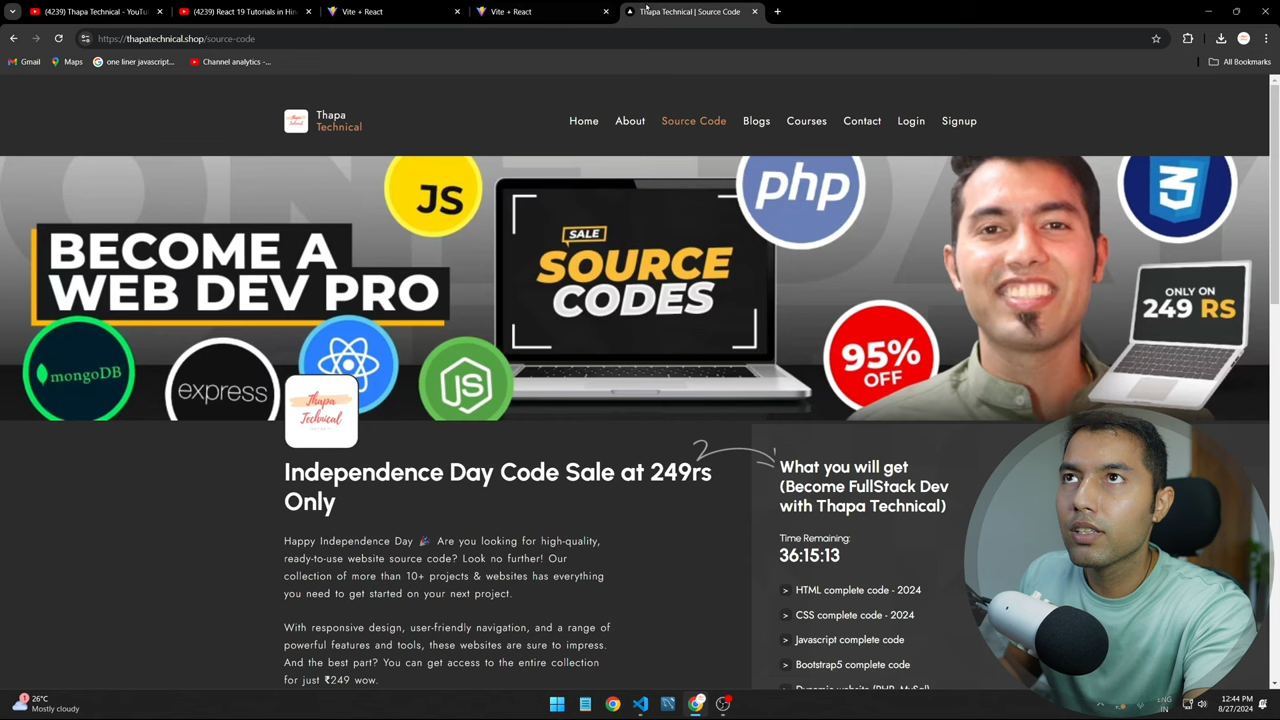 (4239) Thapa Technical - YouTu
(4239) React 19 Tutorials in Hin
Vite + React
Vite + React
Thapa Technical | Source Code
https://thapatechnical.shop/source-code
Gmail
Maps
one liner javascript...
Channel analytics -...
All Bookmarks
Thapa
Technical
Home
About
Source Code
Blogs
Courses
Contact
Login
Signup
BECOME A
WEB DEV PRO
JS
SALE
SOURCE
CODES
php
3
ONLY ON
249 RS
95%
OFF
mongoDB
express
JS
Thapa
Technical
Independence Day Code Sale at 249rs
Only
Happy Independence Day 🎉 Are you looking for high-quality,
ready-to-use website source code? Look no further! Our
collection of more than 10+ projects & websites has everything
you need to get started on your next project.
With responsive design, user-friendly navigation, and a range of
powerful features and tools, these websites are sure to impress.
And the best part? You can get access to the entire collection
for just ₹249 wow.
What you will get
(Become FullStack Dev
with Thapa Technical)
Time Remaining:
36:15:13
> HTML complete code - 2024
> CSS complete code - 2024
> Javascript complete code
> Bootstrap5 complete code
Dynamic website (PHP, MySql)
26°C
Mostly cloudy
ENG
IN
12:44 PM
8/27/2024